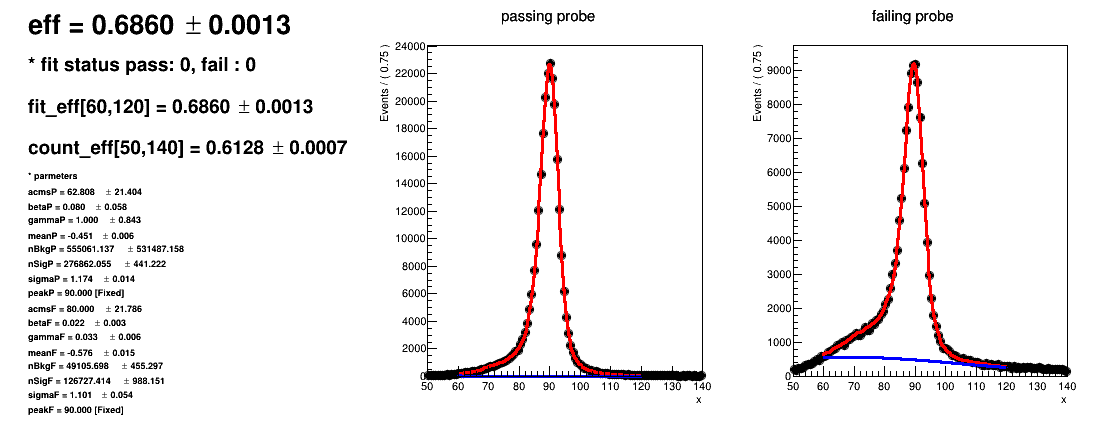 eff = 0.6860 ± 0.0013
* fit status pass: 0, fail : 0
fit_eff[60,120] = 0.6860 ± 0.0013
count_eff[50,140] = 0.6128 ± 0.0007
* parmeters
acmsP = 62.808 ± 21.404
betaP = 0.080 ± 0.058
gammaP = 1.000 ± 0.843
meanP = -0.451 ± 0.006
nBkgP = 555061.137 ± 531487.158
nSigP = 276862.055 ± 441.222
sigmaP = 1.174 ± 0.014
peakP = 90.000 [Fixed]
acmsF = 80.000 ± 21.786
betaF = 0.022 ± 0.003
gammaF = 0.033 ± 0.006
meanF = -0.576 ± 0.015
nBkgF = 49105.698 ± 455.297
nSigF = 126727.414 ± 988.151
sigmaF = 1.101 ± 0.054
peakF = 90.000 [Fixed]
passing probe
Events / ( 0.75 )
24000
22000
20000
18000
16000
14000
12000
10000
8000
6000
4000
2000
0
50 60 70 80 90 100 110 120 130 140
x
failing probe
Events / ( 0.75 )
9000
8000
7000
6000
5000
4000
3000
2000
1000
0
50 60 70 80 90 100 110 120 130 140
x